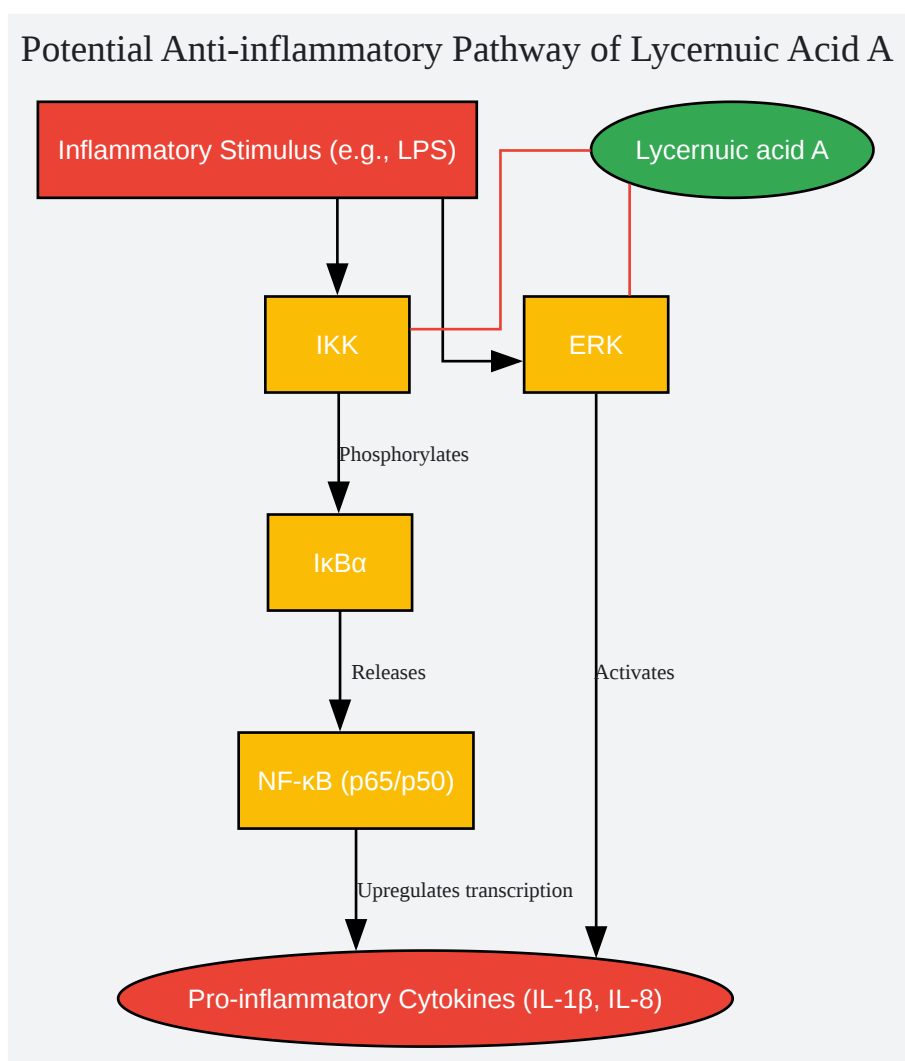 Potential Anti-inflammatory Pathway of Lycernuic Acid A
Inflammatory Stimulus (e.g., LPS)
Lycernuic acid A
IKK
ERK
Phosphorylates
IκBα
Releases
Activates
NF-κB (p65/p50)
Upregulates transcription
Pro-inflammatory Cytokines (IL-1β, IL-8)